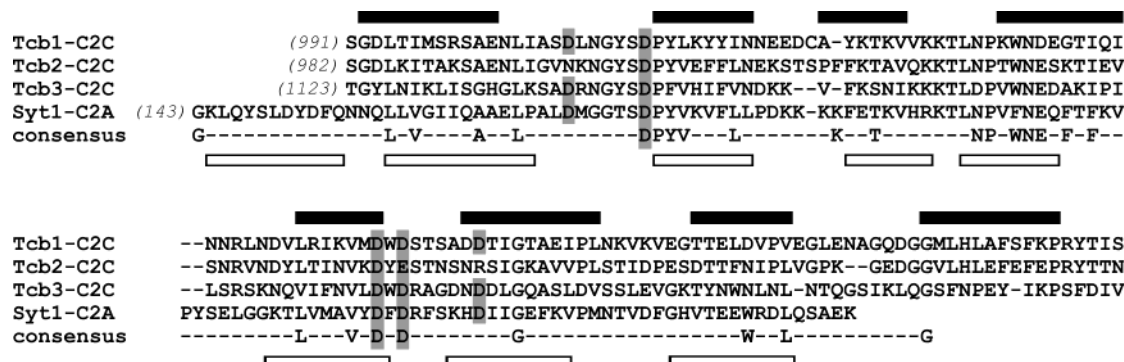 Tcb1-C2C (991) SGDLTIMSRSAENLIASDLNGYSDPYLKYYINNEEDCA-YKTKVVKKTLNPKWNDEGTIQI
Tcb2-C2C (982) SGDLKITAKSAENLIGVNKNGYSDPYVEFFLNEKSTSPFFKTAVQKKTLNPTWNESKTIEV
Tcb3-C2C (1123) TGYLNIKLISGHGLKSADRNGYSDPFVHIFVNDKK--V-FKSNIKKKTLDPVWNEDAKIPI
Syt1-C2A (143) GKLQYSLDYDFQNNQLLVGIIQAAELPALDMGGTSDPYVKVFLLPDKK-KKFETKVHRKTLNPVFNEQFTFKV
consensus G--------------L-V----A--L---------DPYV---L-------K--T-------NP-WNE-F-F--
Tcb1-C2C --NNRLNDVLRIKVMDWDSTSADDTIGTAEIPLNKVKVEGTTELDVPVEGLENAGQDGGMLHLAFSFKPRYTIS
Tcb2-C2C --SNRVNDYLTINVKDYESTNSNRSIGKAVVPLSTIDPESDTTFNIPLVGPK--GEDGGVLHLEFEFEPRYTTN
Tcb3-C2C --LSRSKNQVIFNVLDWDRAGDNDDLGQASLDVSSLEVGKTYNWNLNL-NTQGSIKLQGSFNPEY-IKPSFDIV
Syt1-C2A PYSELGGKTLVMAVYDFDRFSKHDIIGEFKVPMNTVDFGHVTEEWRDLQSAEK
consensus ---------L---V-D-D--------G------------------W--L-----------G